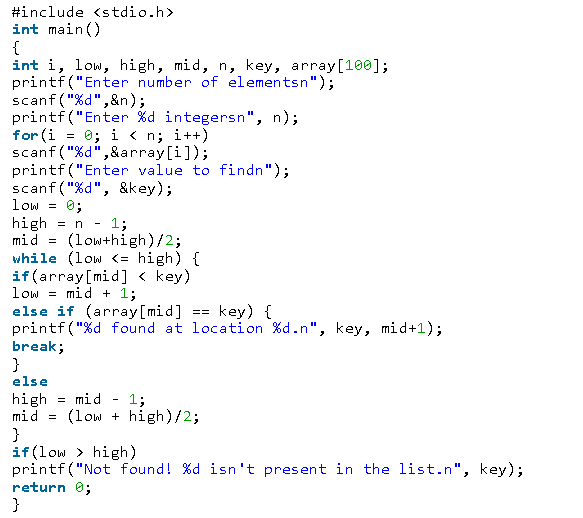 #include <stdio.h>
int main()
{
int i, low, high, mid, n, key, array[100];
printf("Enter number of elementsn");
scanf("%d",&n);
printf("Enter %d integersn", n);
for(i = 0; i < n; i++)
scanf("%d",&array[i]);
printf("Enter value to findn");
scanf("%d", &key);
low = 0;
high = n - 1;
mid = (low+high)/2;
while (low <= high) {
if(array[mid] < key)
low = mid + 1;
else if (array[mid] == key) {
printf("%d found at location %d.n", key, mid+1);
break;
}
else
high = mid - 1;
mid = (low + high)/2;
}
if(low > high)
printf("Not found! %d isn't present in the list.n", key);
return 0;
}